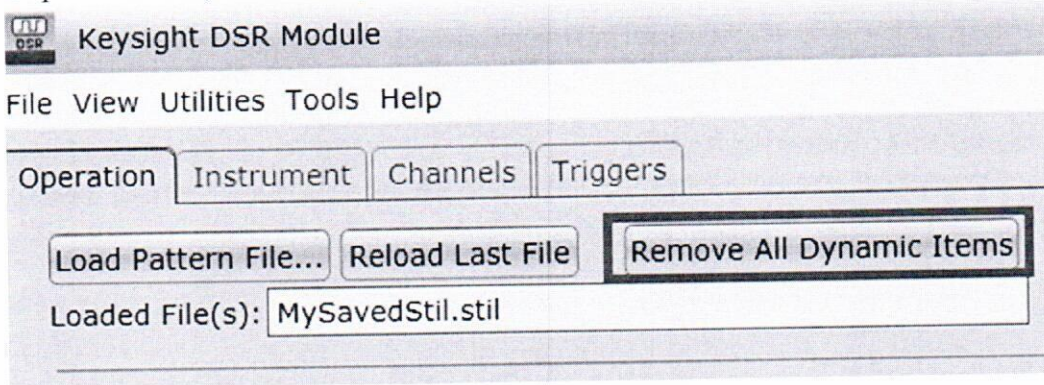 DSR
Keysight DSR Module
File View Utilities Tools Help
Operation Instrument Channels Triggers
Load Pattern File... Reload Last File Remove All Dynamic Items
Loaded File(s): MySavedStil.stil